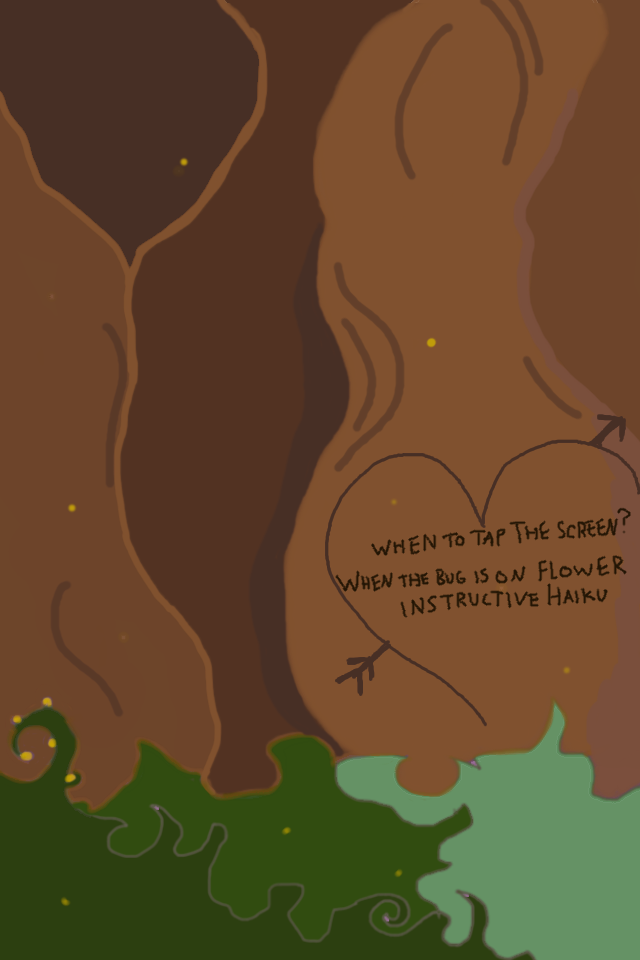 WHEN TO TAP THE SCREEN?
WHEN THE BUG IS ON FLOWER
INSTRUCTIVE HAIKU